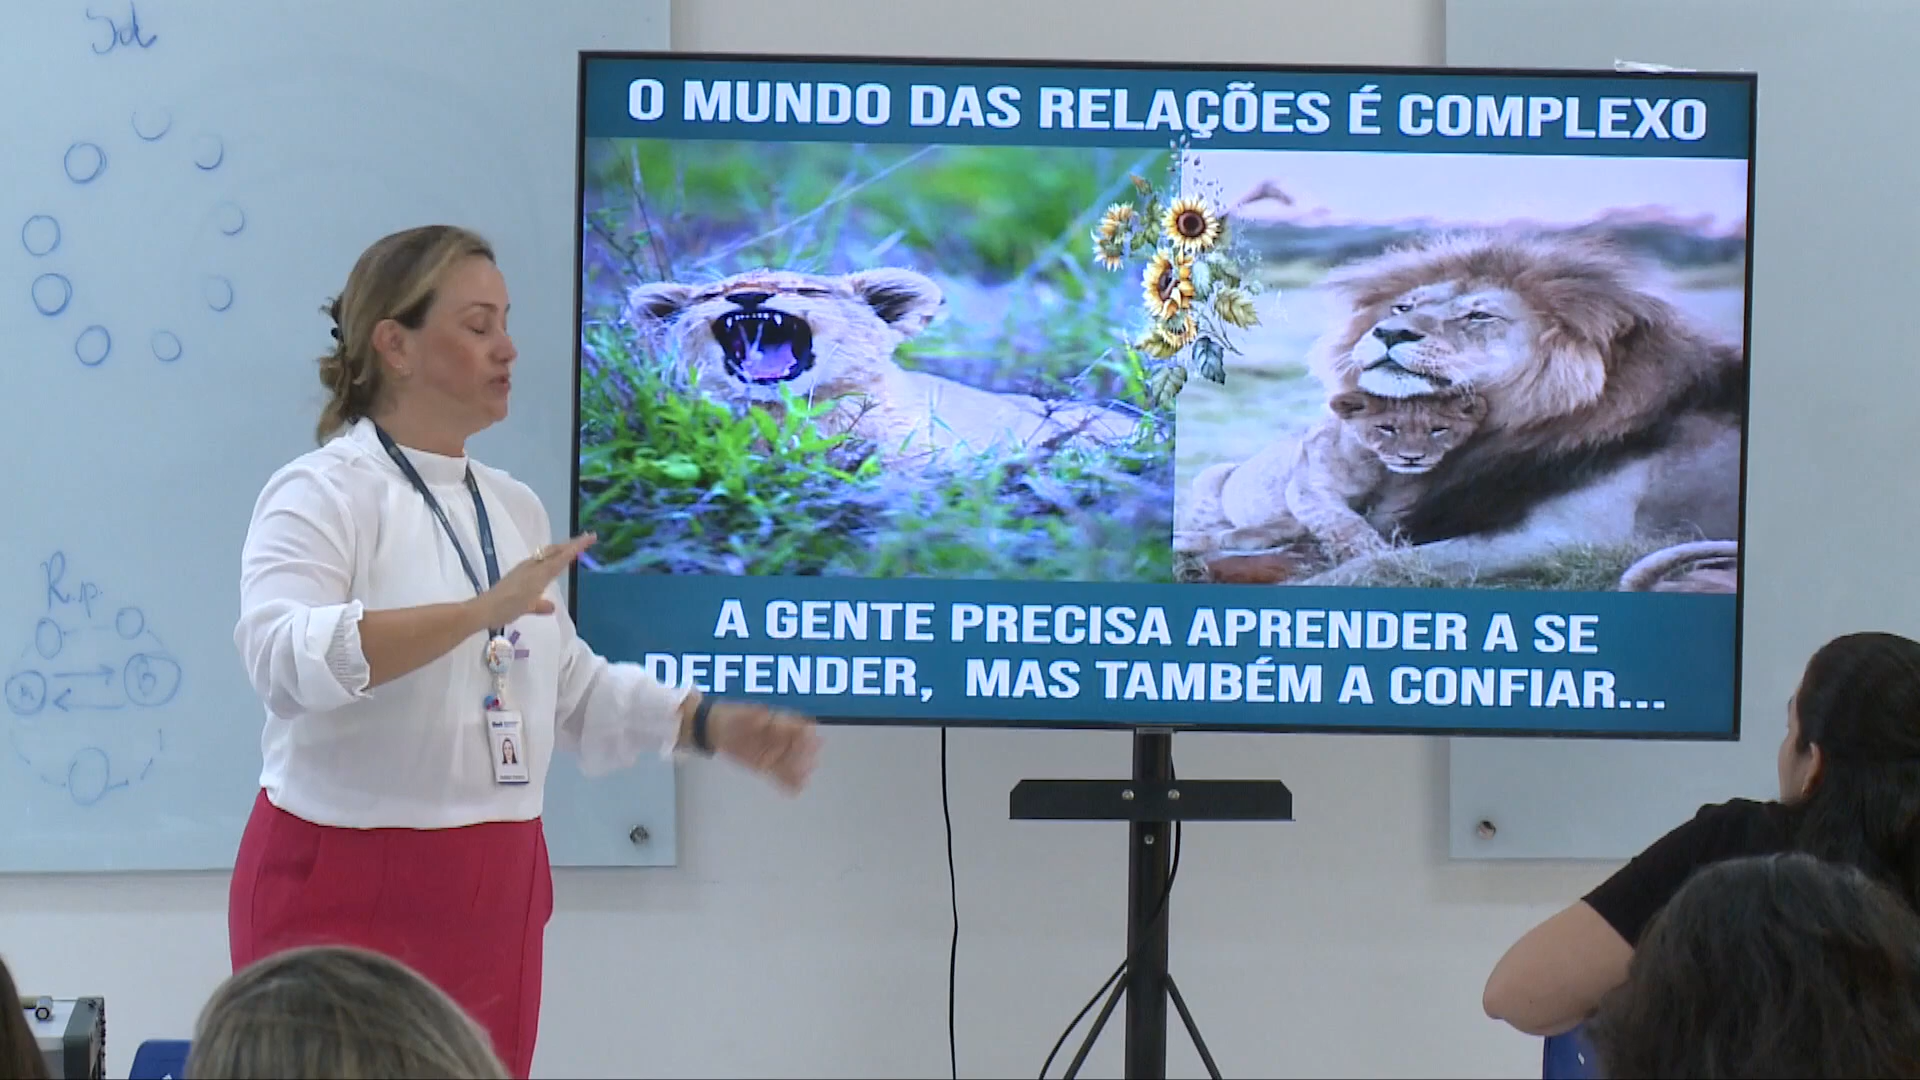 O MUNDO DAS RELAÇÕES É COMPLEXO
A GENTE PRECISA APRENDER A SE
DEFENDER, MAS TAMBÉM A CONFIAR...